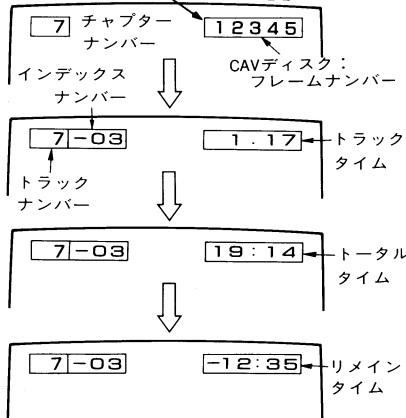 7 チャプター
ナンバー
12345
CAVディスク:
フレームナンバー
インデックス
ナンバー
7 -03
1.17
トラック
タイム
トラック
ナンバー
7 -03
19:14
トータル
タイム
7 -03
-12:35
リメイン
タイム